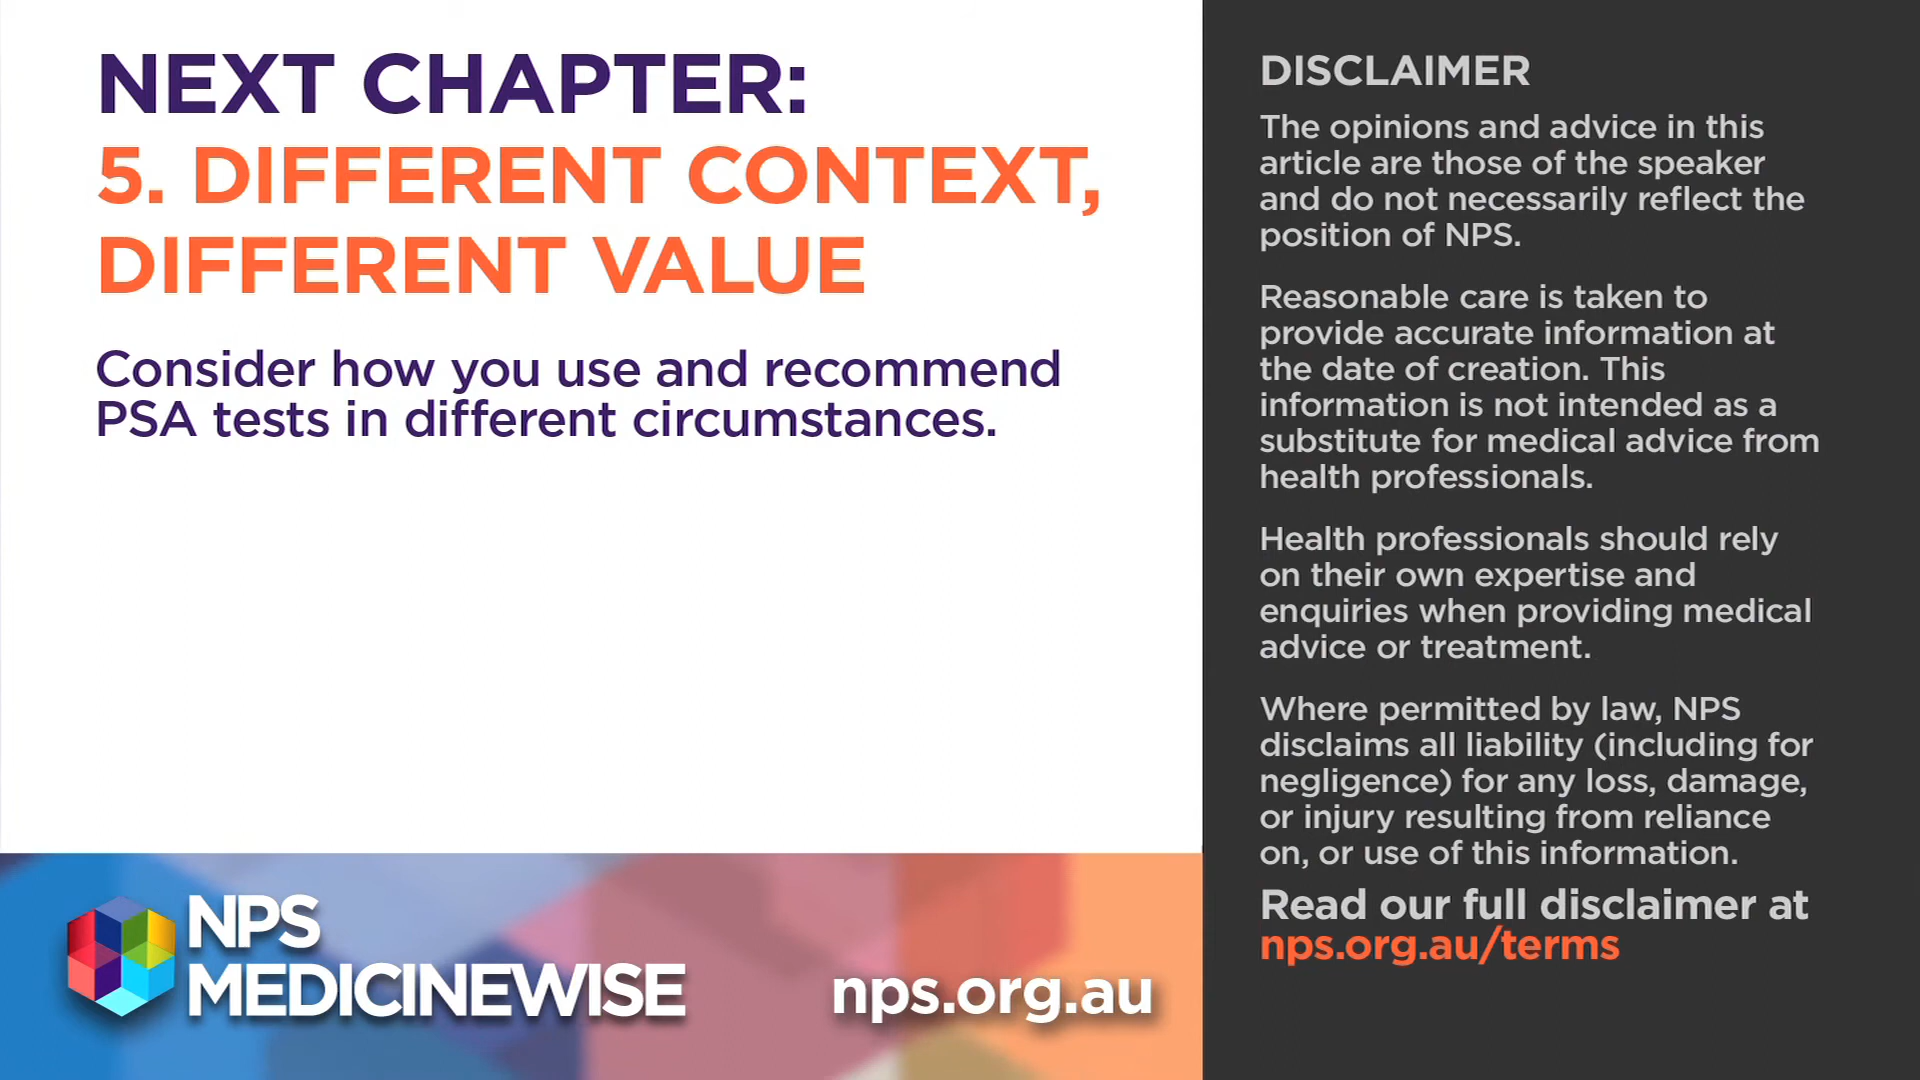 NEXT CHAPTER:
5. DIFFERENT CONTEXT,
DIFFERENT VALUE
Consider how you use and recommend
PSA tests in different circumstances.
NPS
MEDICINEWISE
nps.org.au
DISCLAIMER
The opinions and advice in this
article are those of the speaker
and do not necessarily reflect the
position of NPS.
Reasonable care is taken to
provide accurate information at
the date of creation. This
information is not intended as a
substitute for medical advice from
health professionals.
Health professionals should rely
on their own expertise and
enquiries when providing medical
advice or treatment.
Where permitted by law, NPS
disclaims all liability (including for
negligence) for any loss, damage,
or injury resulting from reliance
on, or use of this information.
Read our full disclaimer at
nps.org.au/terms